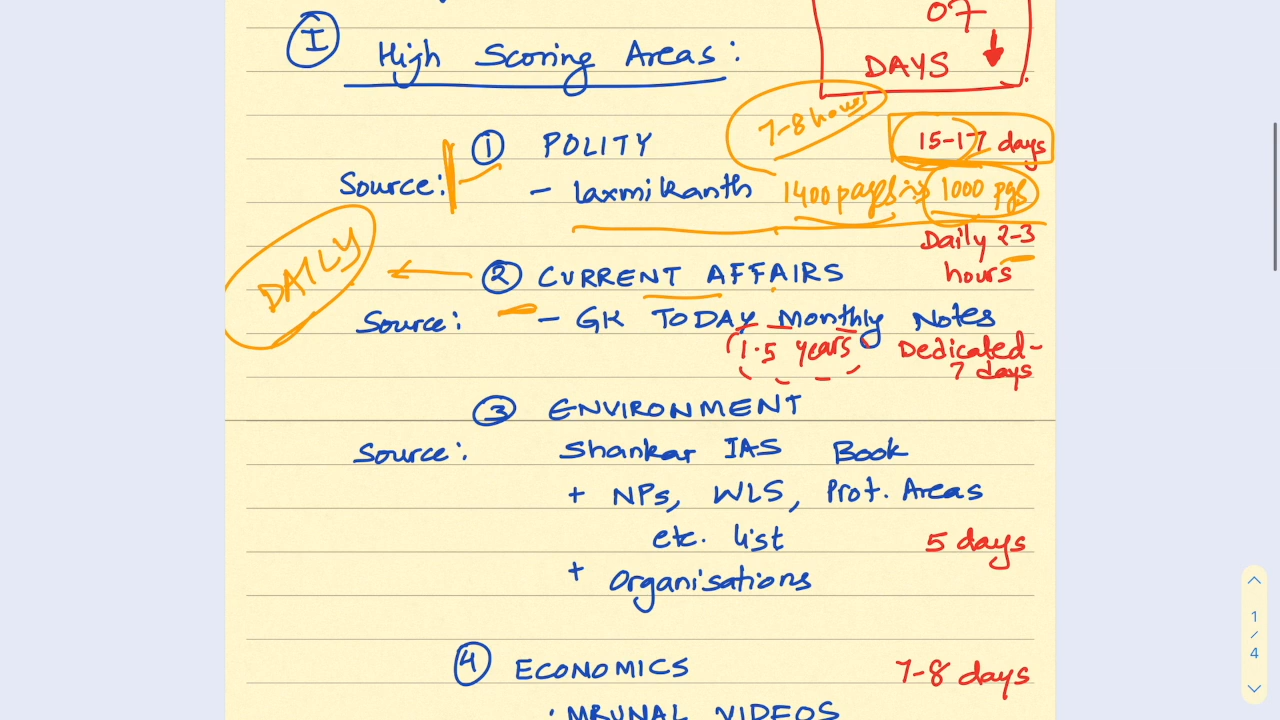 07
I High Scoring Areas:
DAYS
7-8 hours
① POLITY 15-17 days
Source: - Laxmikanth 1400 pages → 1000 pgs
Daily 2-3
hours
DAILY
② CURRENT AFFAIRS
Source: - GK TODAY Monthly Notes
1.5 years Dedicated-
7 days
③ ENVIRONMENT
Source: Shankar IAS Book
+ NPs, WLS, Prot. Areas
etc. list 5 days
+ Organisations
④ ECONOMICS 7-8 days
· MRUNAL VIDEOS
1
/
4